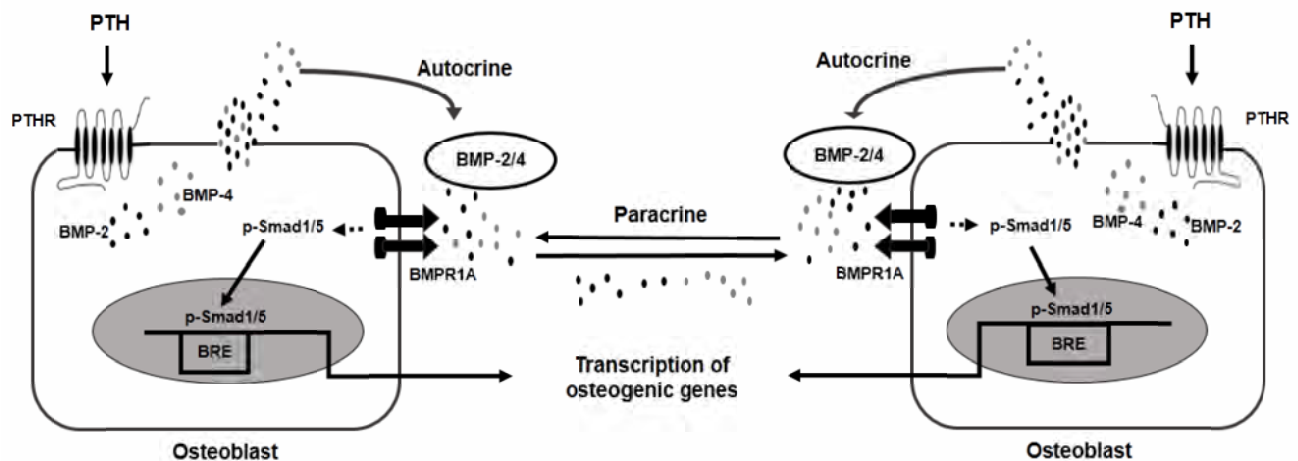 PTH
PTH
Autocrine
Autocrine
PTHR
PTHR
BMP-2/4
BMP-2/4
BMP-4
BMP-4
BMP-2
BMP-2
p-Smad1/5
p-Smad1/5
Paracrine
BMPR1A
BMPR1A
p-Smad1/5
p-Smad1/5
BRE
BRE
Transcription of
osteogenic genes
Osteoblast
Osteoblast